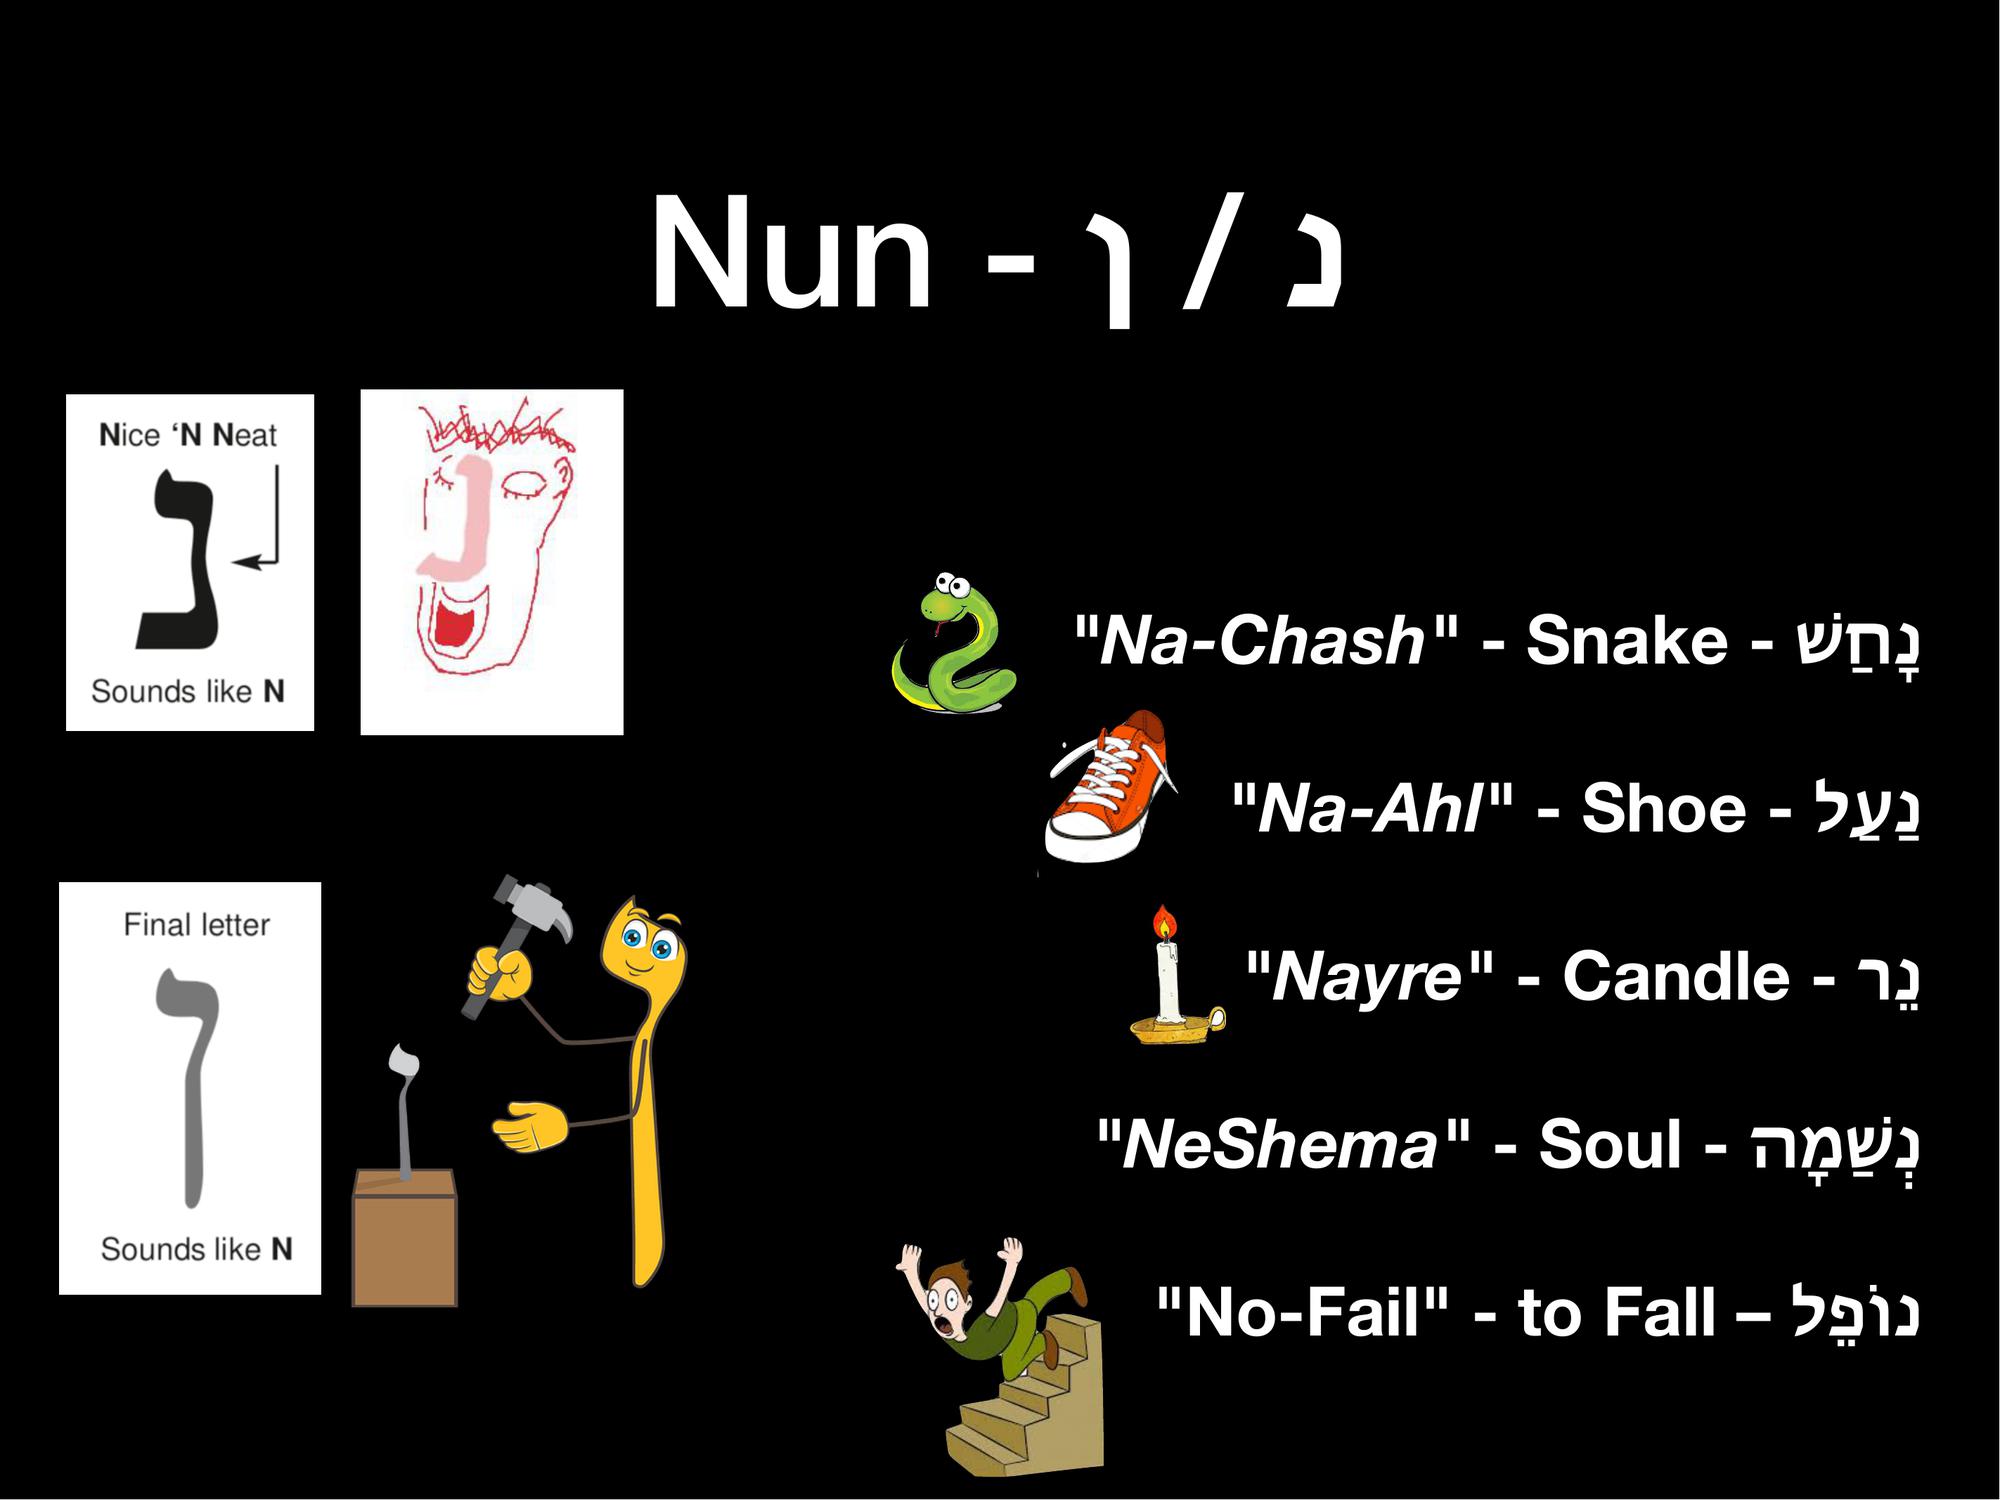 Nun - ן / נ
Nice ‘N Neat
נ
Sounds like N
Final letter
ן
Sounds like N
"Na-Chash" - Snake - נָחַשׁ
"Na-Ahl" - Shoe - נַעַל
"Nayre" - Candle - נֵר
"NeShema" - Soul - נְשַׁמָה
"No-Fail" - to Fall – נוֹפֵל